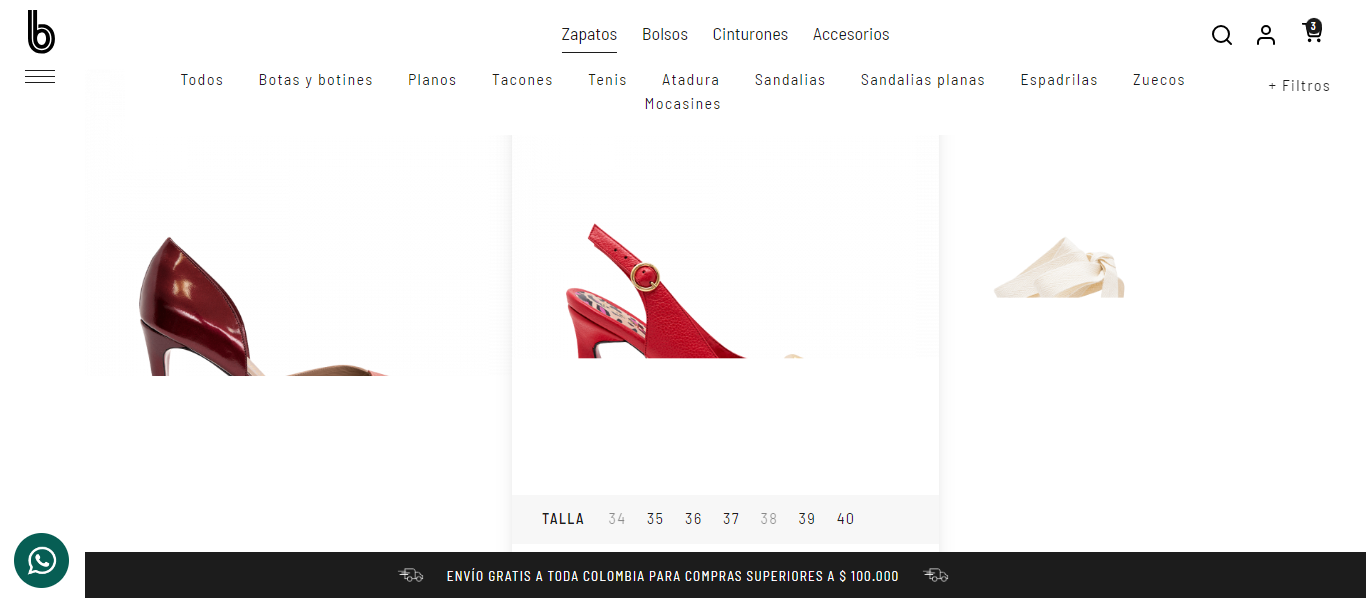 b
Zapatos Bolsos Cinturones Accesorios
3
Todos Botas y botines Planos Tacones Tenis Atadura Sandalias Sandalias planas Espadrilas Zuecos
Mocasines
+ Filtros
TALLA 34 35 36 37 38 39 40
ENVÍO GRATIS A TODA COLOMBIA PARA COMPRAS SUPERIORES A $ 100.000